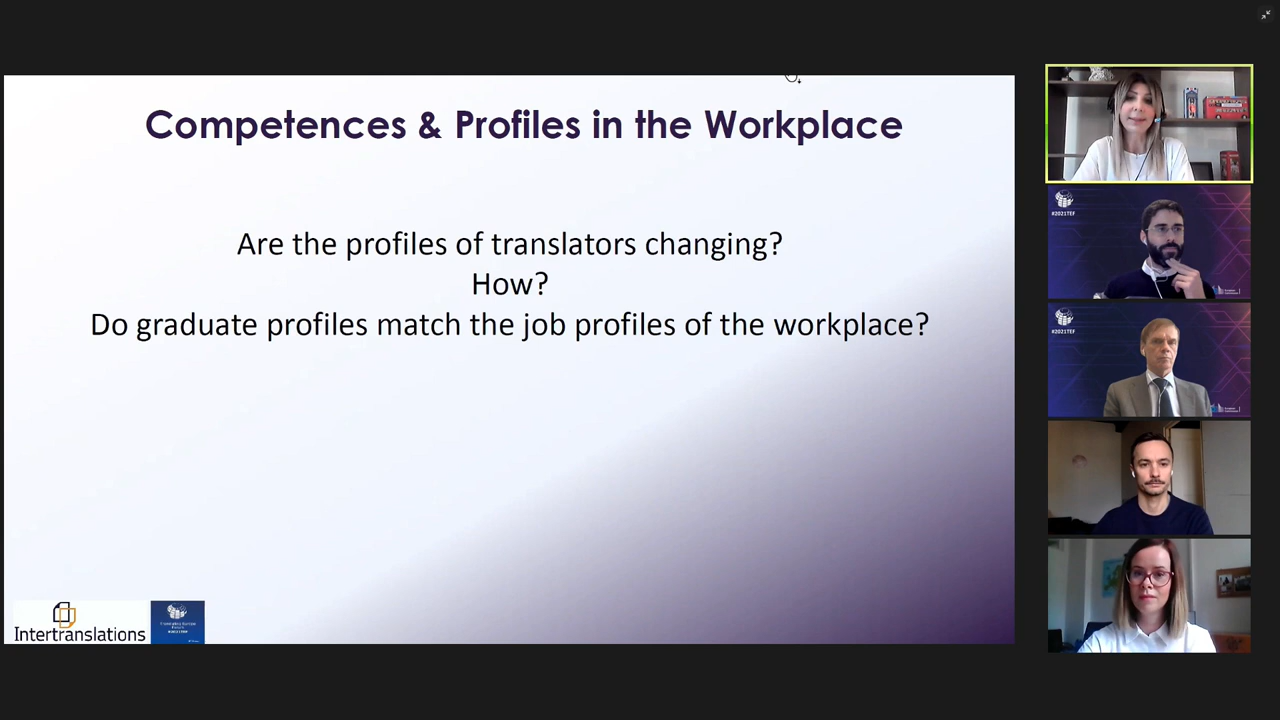 Competences & Profiles in the Workplace
Are the profiles of translators changing?
How?
Do graduate profiles match the job profiles of the workplace?
Intertranslations
#2021TEF
#2021TEF
#2021TEF